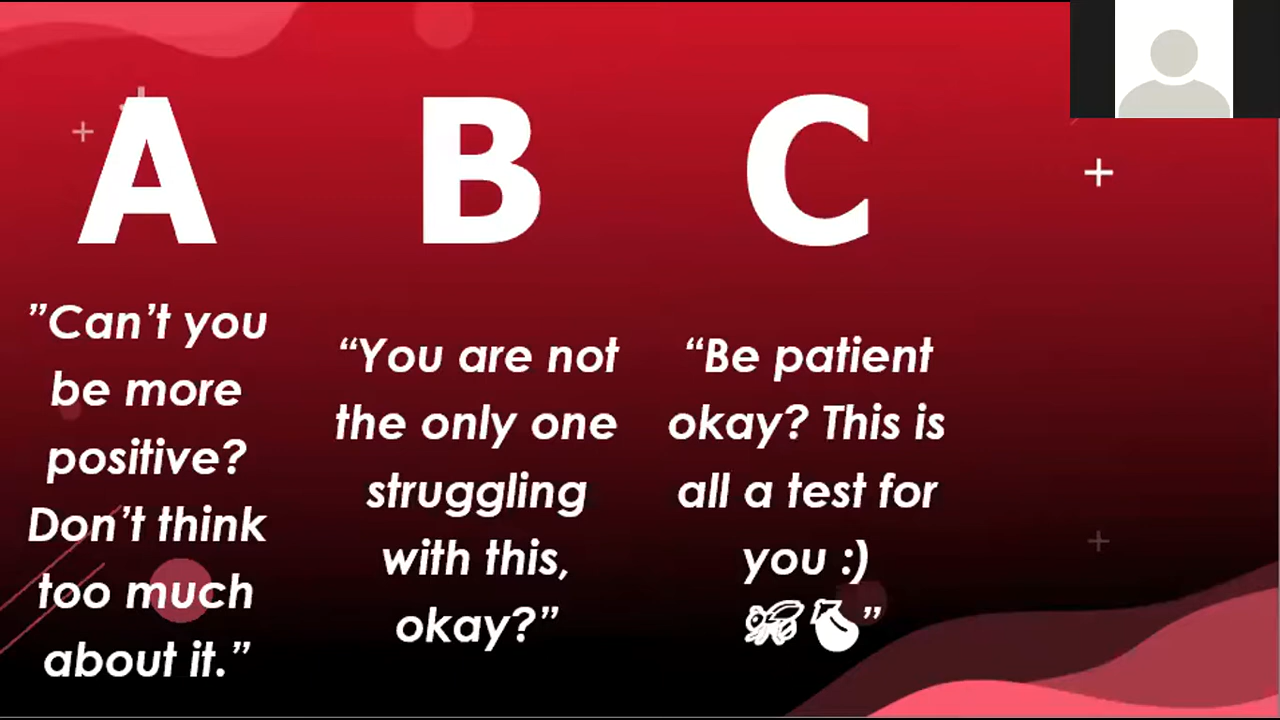 A
B
C
”Can’t you
be more
positive?
Don’t think
too much
about it.”
“You are not
the only one
struggling
with this,
okay?”
“Be patient
okay? This is
all a test for
you :)
🐝🍆”